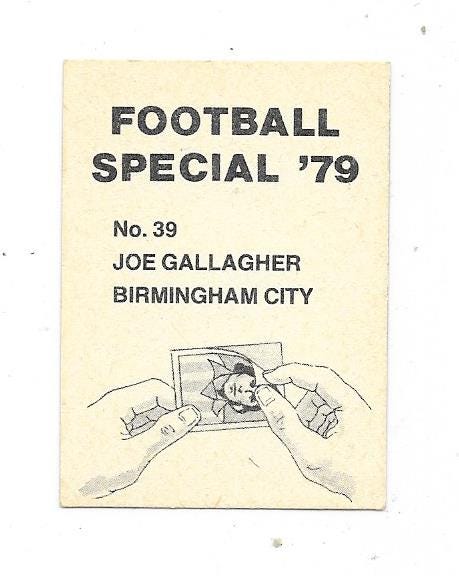 FOOTBALL
SPECIAL '79
No. 39
JOE GALLAGHER
BIRMINGHAM CITY